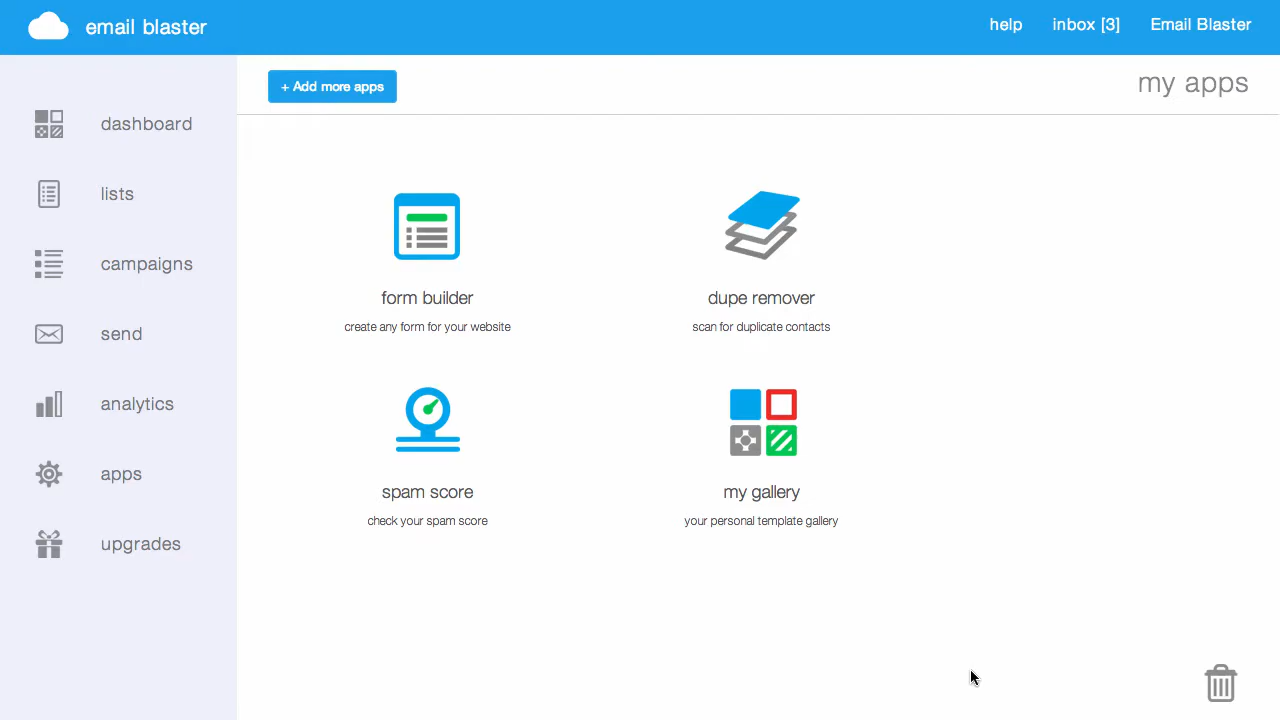 email blaster
help
inbox [3]
Email Blaster
+ Add more apps
my apps
dashboard
lists
campaigns
send
analytics
apps
upgrades
form builder
create any form for your website
dupe remover
scan for duplicate contacts
spam score
check your spam score
my gallery
your personal template gallery